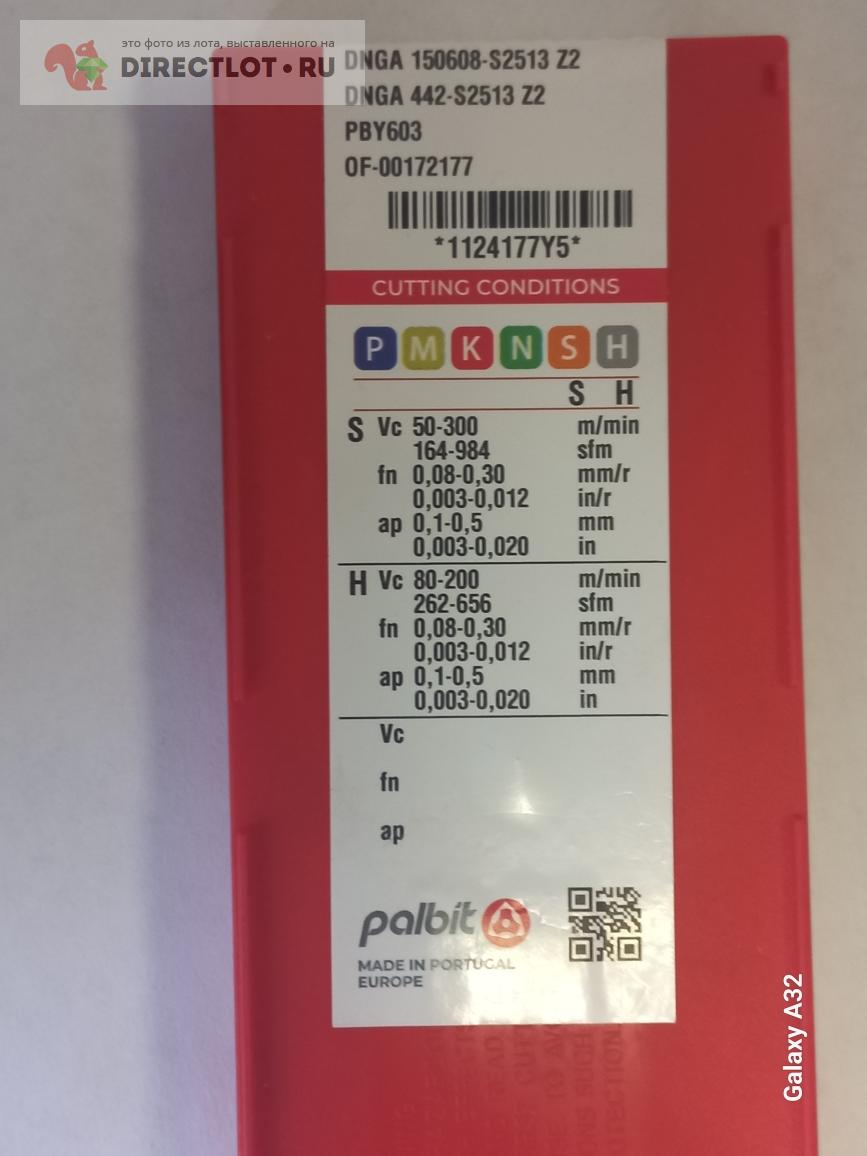 это фото из лота, выставленного на
DIRECTLOT•RU
DNGA 150608-S2513 Z2
DNGA 442-S2513 Z2
PBY603
OF-00172177
*1124177Y5*
CUTTING CONDITIONS
P M K N S H
S H
S Vc 50-300 m/min
164-984 sfm
fn 0,08-0,30 mm/r
0,003-0,012 in/r
ap 0,1-0,5 mm
0,003-0,020 in
H Vc 80-200 m/min
262-656 sfm
fn 0,08-0,30 mm/r
0,003-0,012 in/r
ap 0,1-0,5 mm
0,003-0,020 in
Vc
fn
ap
palbit
MADE IN PORTUGAL
EUROPE
Galaxy A32